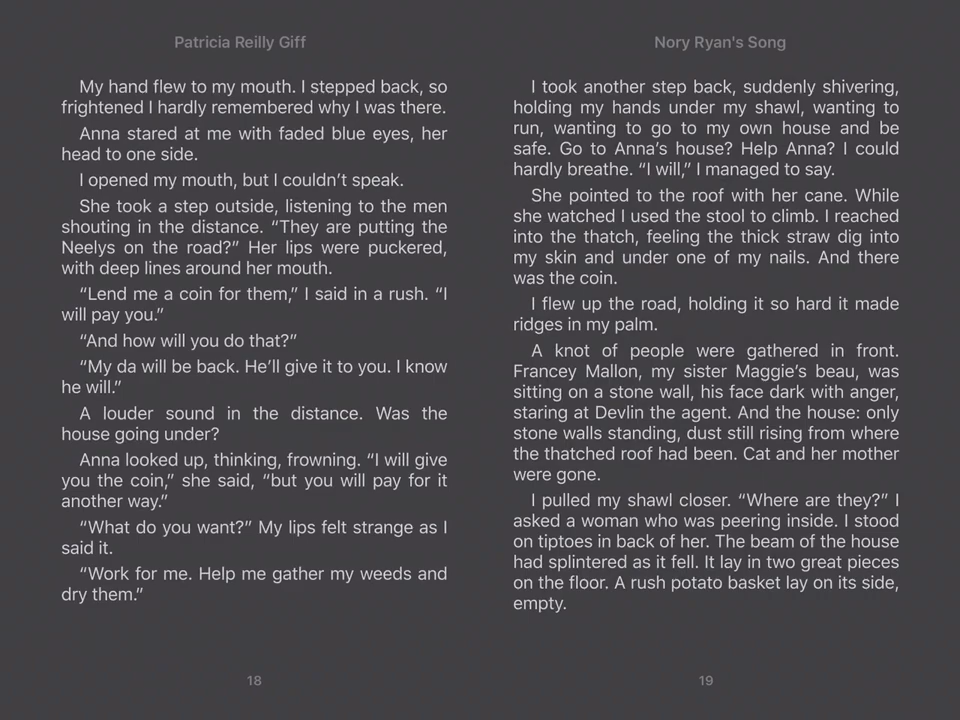 Patricia Reilly Giff
My hand flew to my mouth. I stepped back, so
frightened I hardly remembered why I was there.
Anna stared at me with faded blue eyes, her
head to one side.
I opened my mouth, but I couldn’t speak.
She took a step outside, listening to the men
shouting in the distance. “They are putting the
Neelys on the road?” Her lips were puckered,
with deep lines around her mouth.
“Lend me a coin for them,” I said in a rush. “I
will pay you.”
“And how will you do that?”
“My da will be back. He’ll give it to you. I know
he will.”
A louder sound in the distance. Was the
house going under?
Anna looked up, thinking, frowning. “I will give
you the coin,” she said, “but you will pay for it
another way.”
“What do you want?” My lips felt strange as I
said it.
“Work for me. Help me gather my weeds and
dry them.”
18
Nory Ryan's Song
I took another step back, suddenly shivering,
holding my hands under my shawl, wanting to
run, wanting to go to my own house and be
safe. Go to Anna’s house? Help Anna? I could
hardly breathe. “I will,” I managed to say.
She pointed to the roof with her cane. While
she watched I used the stool to climb. I reached
into the thatch, feeling the thick straw dig into
my skin and under one of my nails. And there
was the coin.
I flew up the road, holding it so hard it made
ridges in my palm.
A knot of people were gathered in front.
Francey Mallon, my sister Maggie’s beau, was
sitting on a stone wall, his face dark with anger,
staring at Devlin the agent. And the house: only
stone walls standing, dust still rising from where
the thatched roof had been. Cat and her mother
were gone.
I pulled my shawl closer. “Where are they?” I
asked a woman who was peering inside. I stood
on tiptoes in back of her. The beam of the house
had splintered as it fell. It lay in two great pieces
on the floor. A rush potato basket lay on its side,
empty.
19